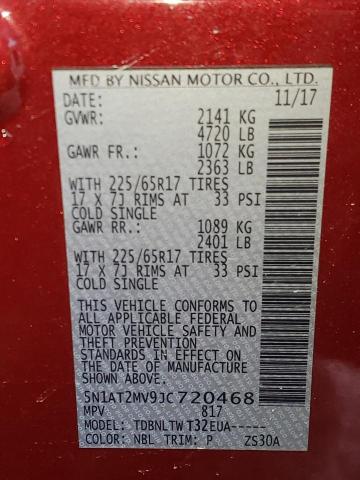 MFD BY NISSAN MOTOR CO., LTD.
DATE: 11/17
GVWR: 2141 KG
4720 LB
GAWR FR.: 1072 KG
2363 LB
WITH 225/65R17 TIRES
17 X 7J RIMS AT 33 PSI
COLD SINGLE
GAWR RR.: 1089 KG
2401 LB
WITH 225/65R17 TIRES
17 X 7J RIMS AT 33 PSI
COLD SINGLE
THIS VEHICLE CONFORMS TO
ALL APPLICABLE FEDERAL
MOTOR VEHICLE SAFETY AND
THEFT PREVENTION
STANDARDS IN EFFECT ON THE
DATE OF MANUFACTURE
SHOWN ABOVE.
5N1AT2MV9JC720468
MPV 817
MODEL: TDBNLTW T32EUA-----
COLOR: NBL TRIM: P ZS30A